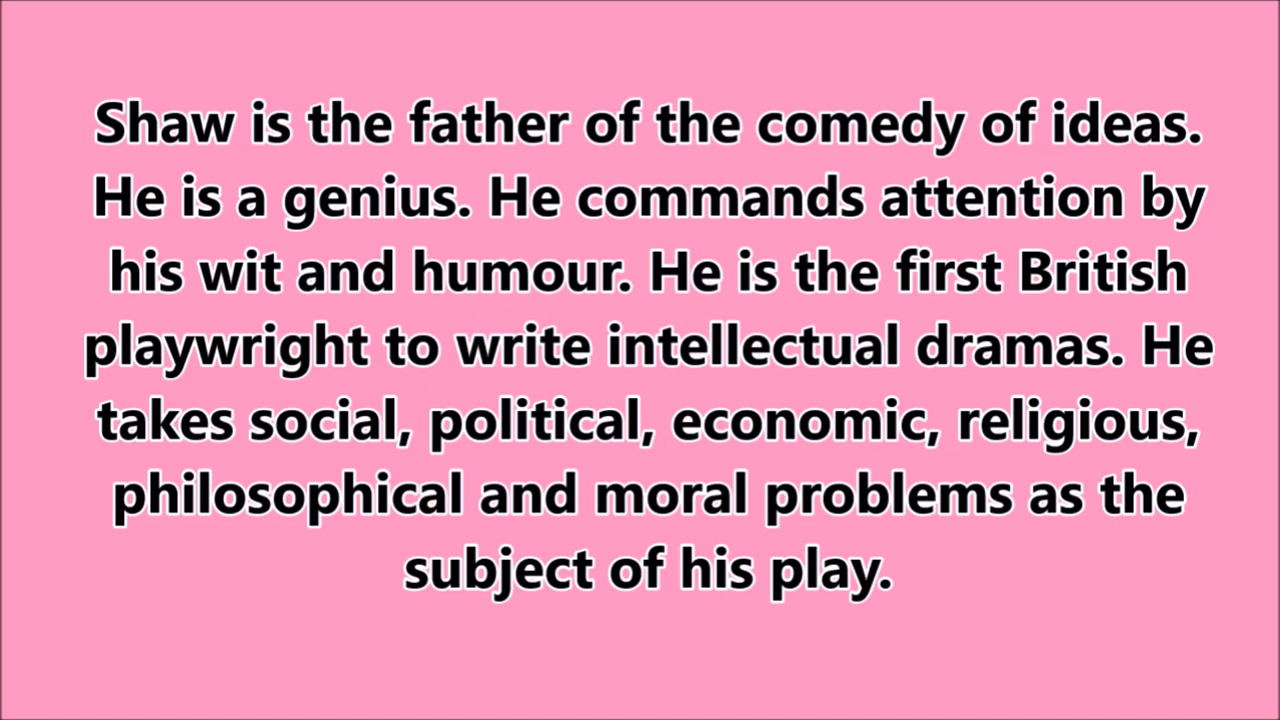 Shaw is the father of the comedy of ideas.
He is a genius. He commands attention by
his wit and humour. He is the first British
playwright to write intellectual dramas. He
takes social, political, economic, religious,
philosophical and moral problems as the
subject of his play.